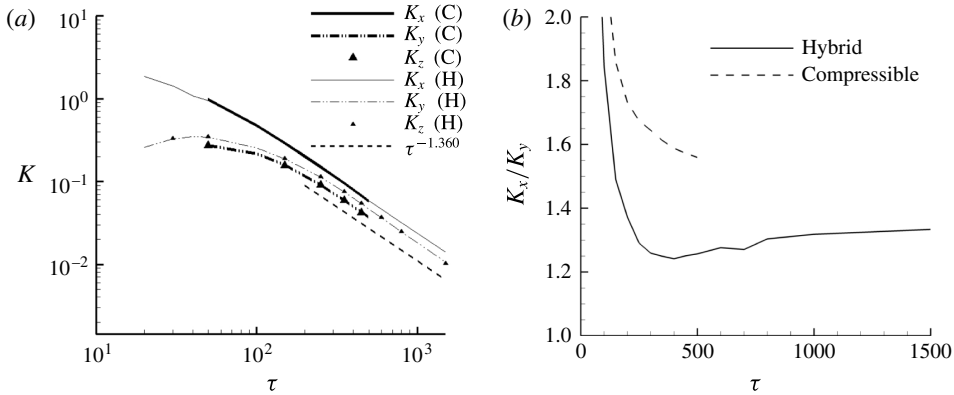 (a)
10^1
10^0
10^{-1}
10^{-2}
K
10^1
10^2
10^3
τ
K_x (C)
K_y (C)
K_z (C)
K_x (H)
K_y (H)
K_z (H)
τ^{-1.360}
(b)
2.0
1.8
1.6
1.4
1.2
1.0
K_x/K_y
0
500
1000
1500
τ
Hybrid
Compressible